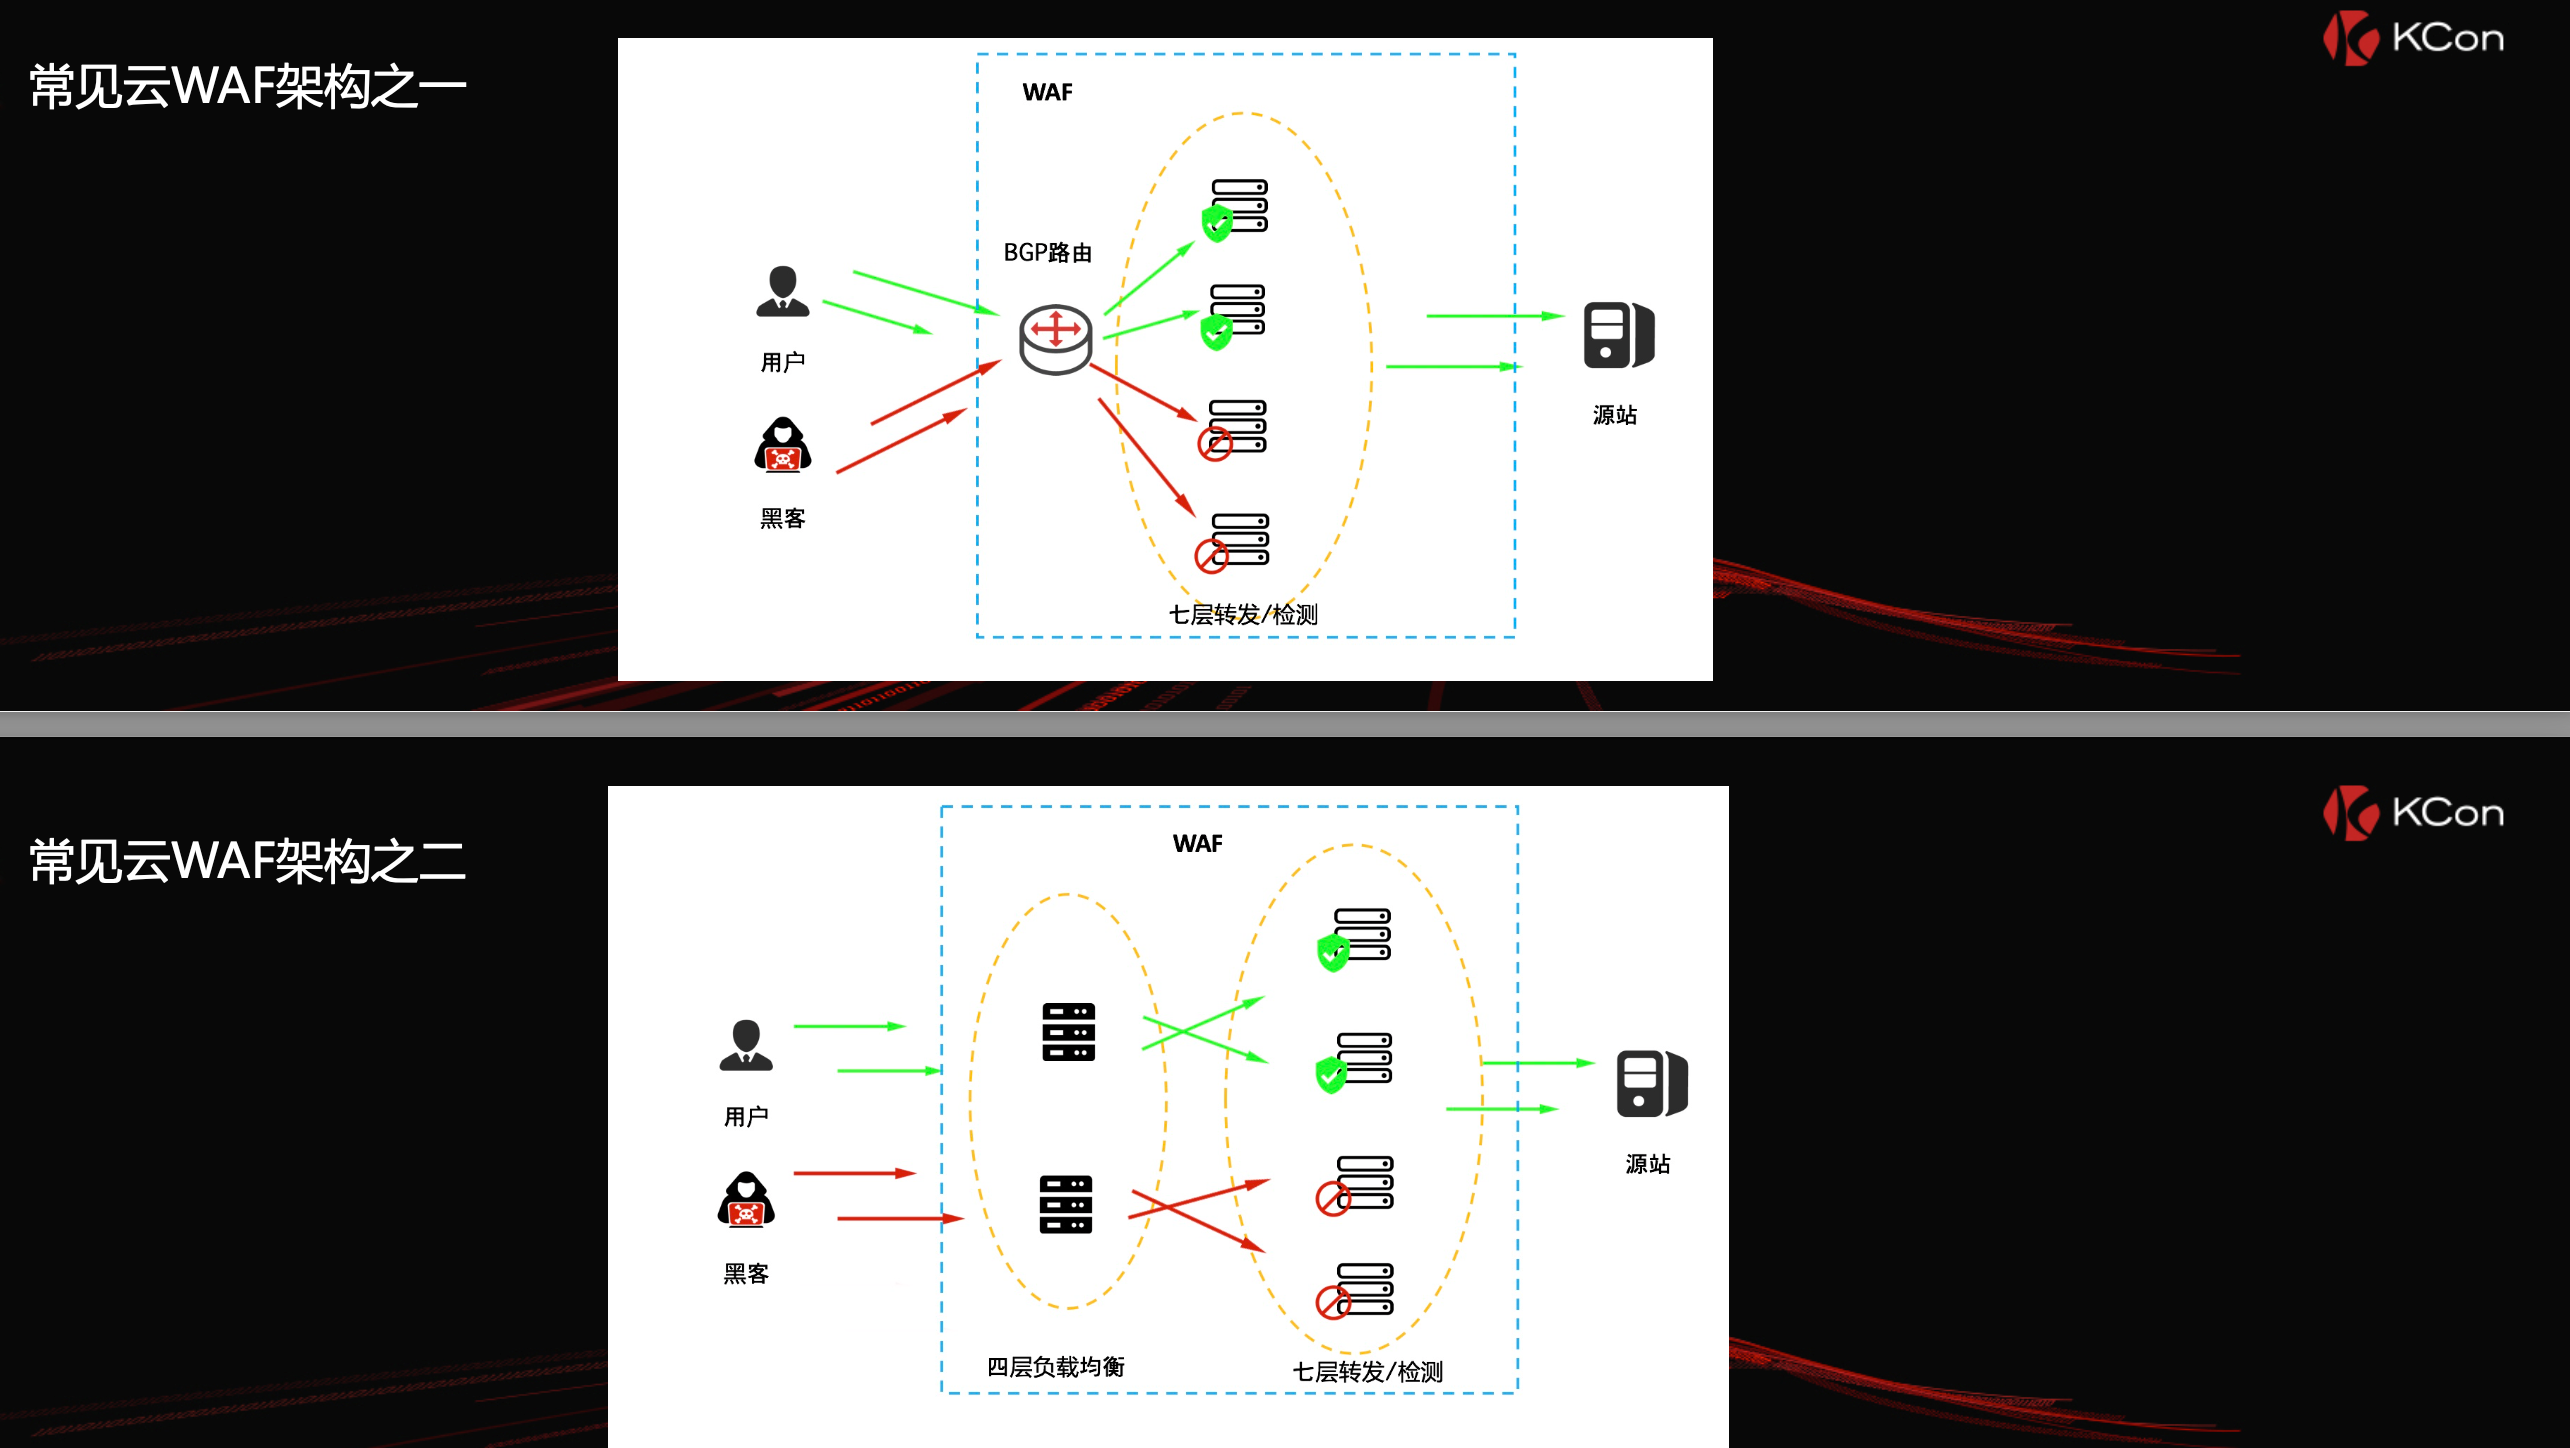 KCon
常见云WAF架构之一
WAF
BGP路由
用户
源站
黑客
七层转发/检测
KCon
常见云WAF架构之二
WAF
用户
源站
黑客
四层负载均衡
七层转发/检测